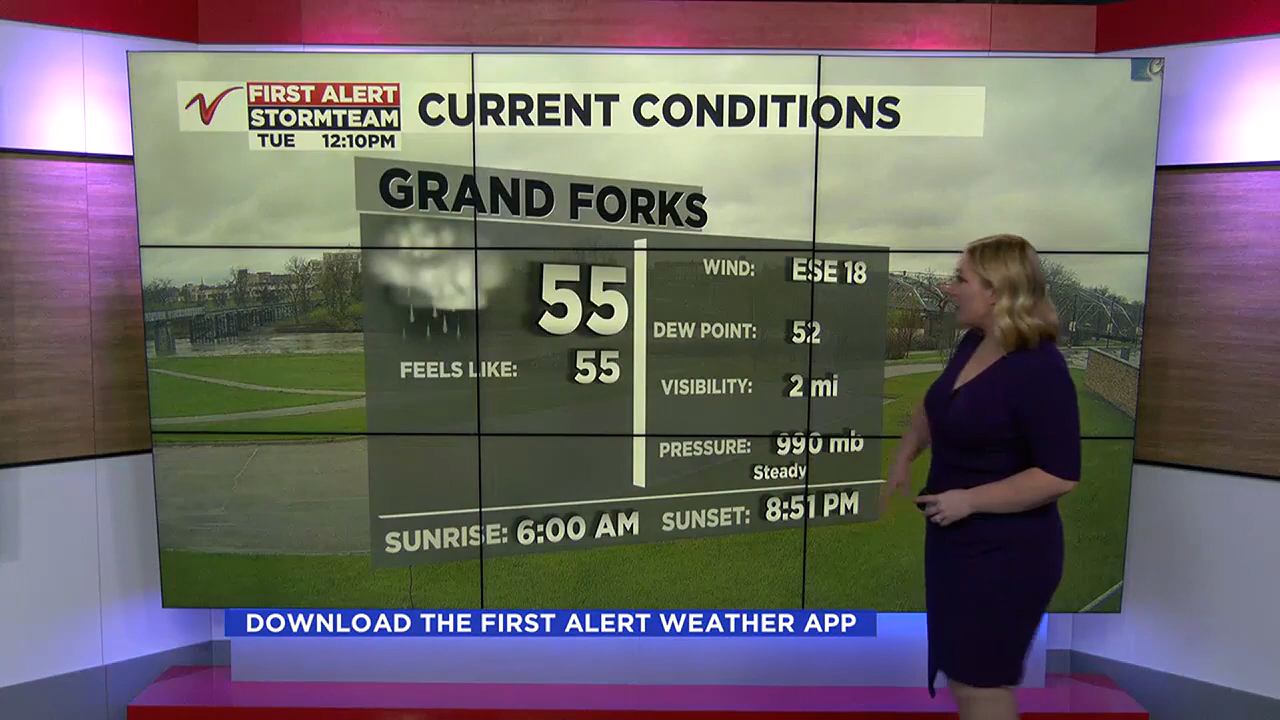 FIRST ALERT
STORMTEAM
TUE 12:10PM
CURRENT CONDITIONS
GRAND FORKS
55
FEELS LIKE: 55
WIND: ESE 18
DEW POINT: 52
VISIBILITY: 2 mi
PRESSURE: 990 mb
Steady
SUNRISE: 6:00 AM SUNSET: 8:51 PM
DOWNLOAD THE FIRST ALERT WEATHER APP